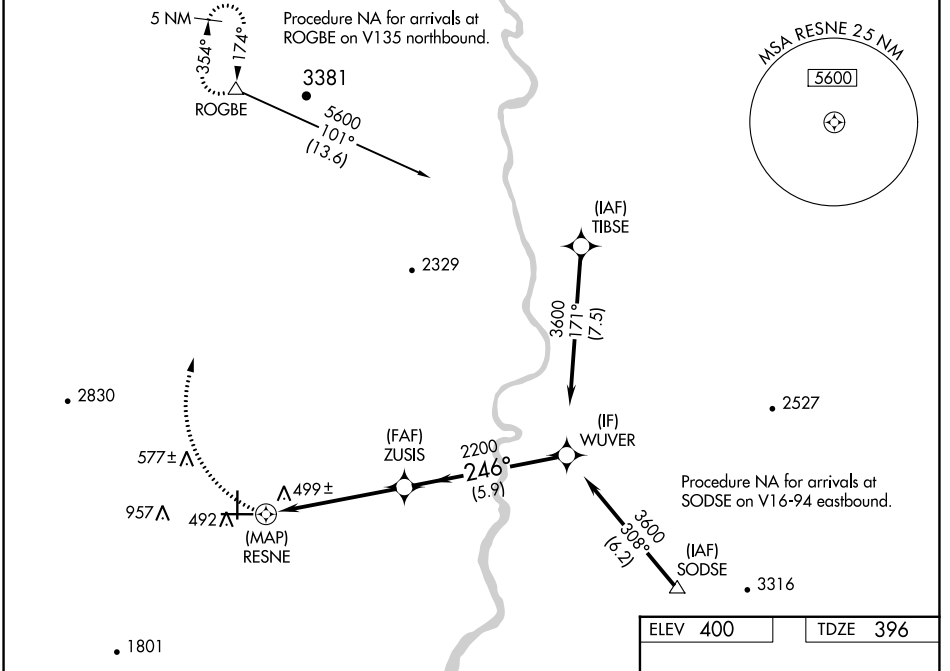 5 NM
354°
174°
Procedure NA for arrivals at
ROGBE on V135 northbound.
3381
ROGBE
5600
101°
(13.6)
MSA RESNE 25 NM
5600
(IAF)
TIBSE
2329
3600
171°
(7.5)
2830
2527
(IF)
WUVER
(FAF)
ZUSIS
2200
246°
(5.9)
577±
499±
957
492
(MAP)
RESNE
Procedure NA for arrivals at
SODSE on V16-94 eastbound.
3600
308°
(6.2)
(IAF)
SODSE
3316
1801
ELEV 400
TDZE 396